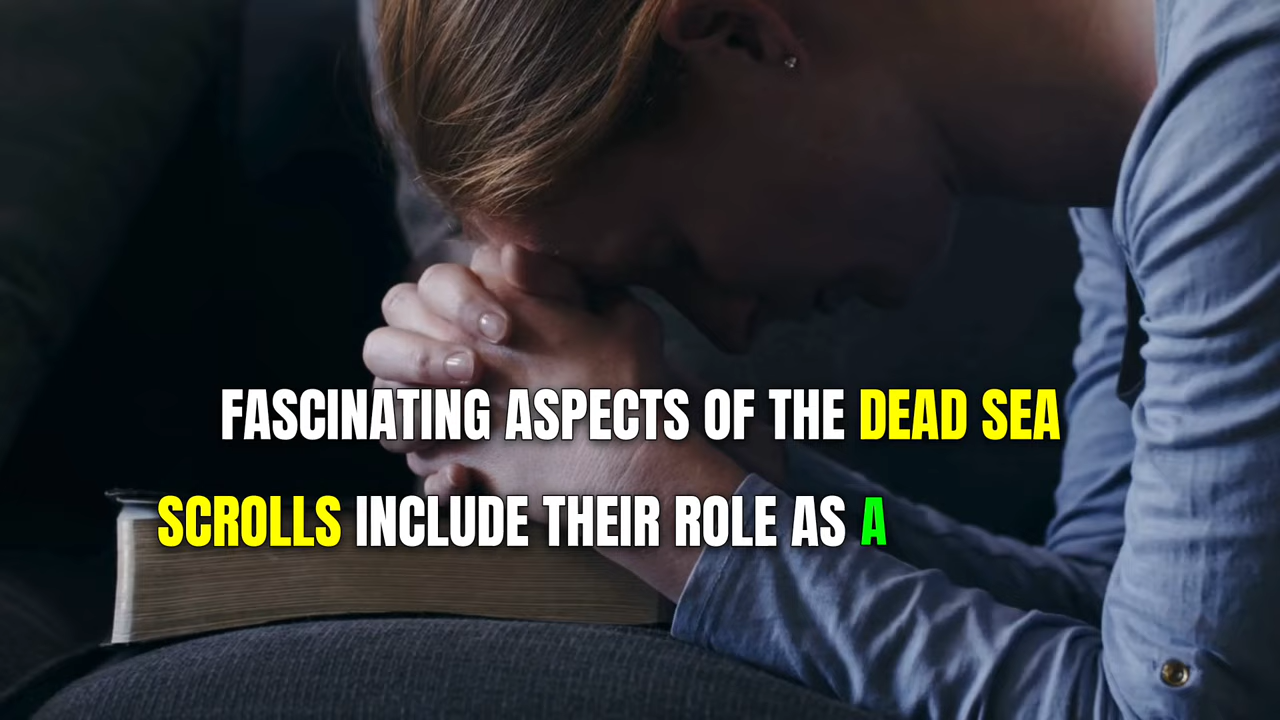 FASCINATING ASPECTS OF THE DEAD SEA
SCROLLS INCLUDE THEIR ROLE AS A